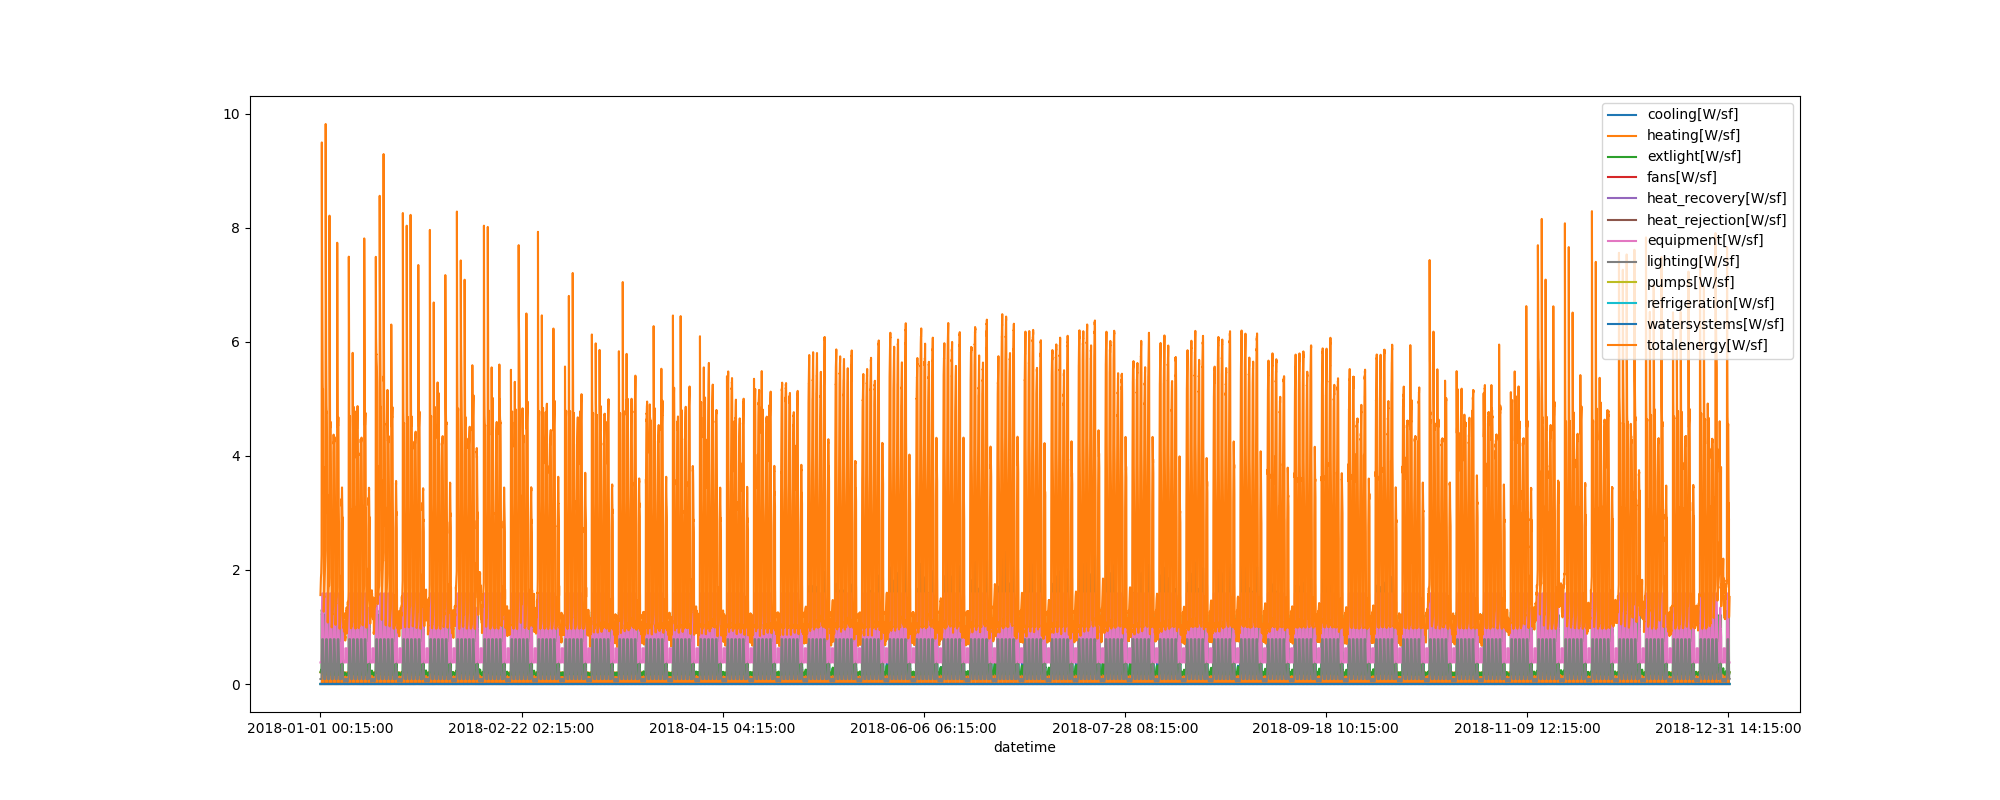 10
8
6
4
2
0
cooling[W/sf]
heating[W/sf]
extlight[W/sf]
fans[W/sf]
heat_recovery[W/sf]
heat_rejection[W/sf]
equipment[W/sf]
lighting[W/sf]
pumps[W/sf]
refrigeration[W/sf]
watersystems[W/sf]
totalenergy[W/sf]
2018-01-01 00:15:00 2018-02-22 02:15:00 2018-04-15 04:15:00 2018-06-06 06:15:00 2018-07-28 08:15:00 2018-09-18 10:15:00 2018-11-09 12:15:00 2018-12-31 14:15:00
datetime